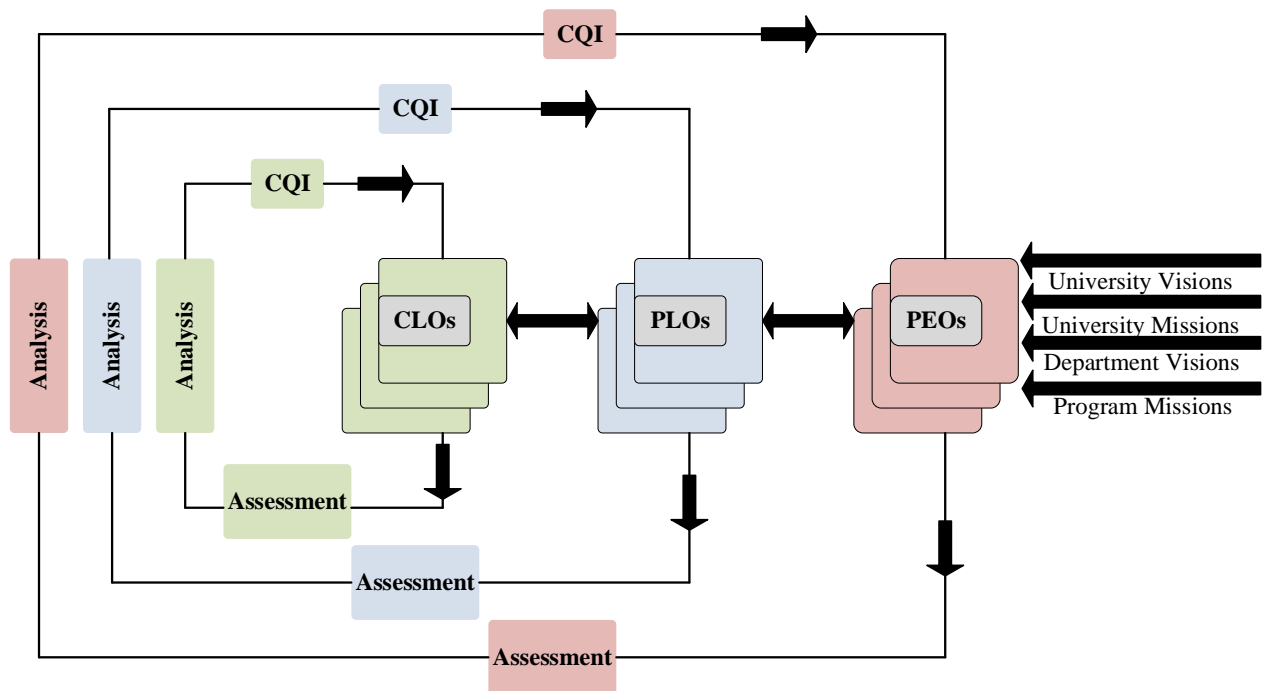 CQI
CQI
CQI
Analysis
Analysis
Analysis
CLOs
PLOs
PEOs
University Visions
University Missions
Department Visions
Program Missions
Assessment
Assessment
Assessment